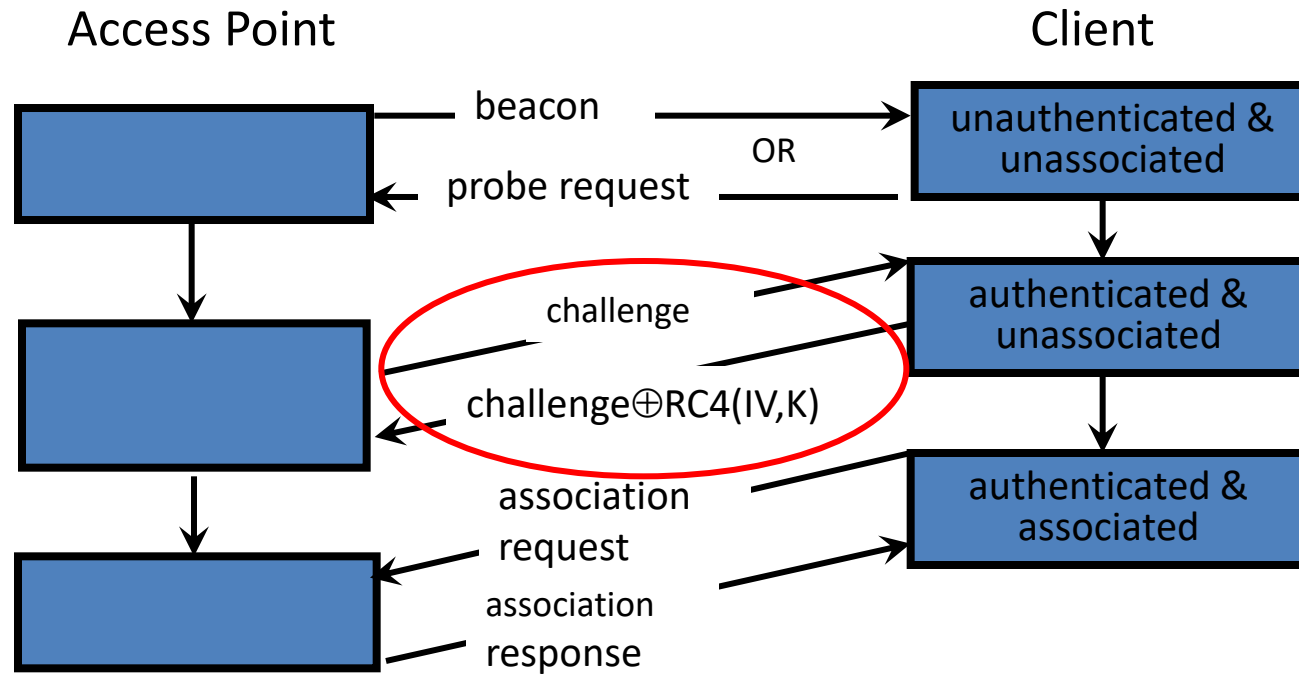 Access Point
Client
beacon
OR
probe request
unauthenticated &
unassociated
challenge
challenge⊕RC4(IV,K)
authenticated &
unassociated
association
request
association
response
authenticated &
associated